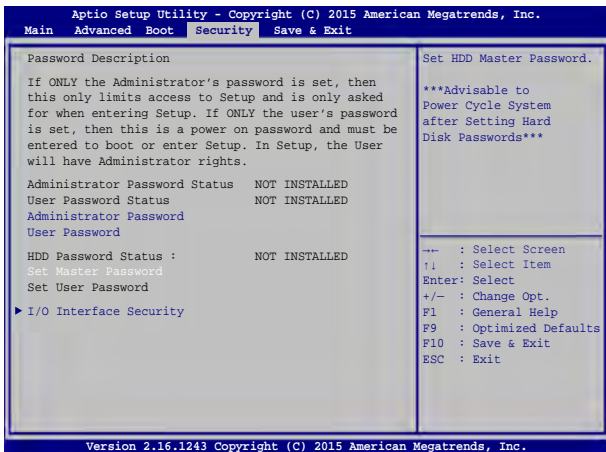 Aptio Setup Utility - Copyright (C) 2015 American Megatrends, Inc.
Main Advanced Boot Security Save & Exit
Password Description
If ONLY the Administrator's password is set, then
this only limits access to Setup and is only asked
for when entering Setup. If ONLY the user's password
is set, then this is a power on password and must be
entered to boot or enter Setup. In Setup, the User
will have Administrator rights.
Administrator Password Status NOT INSTALLED
User Password Status NOT INSTALLED
Administrator Password
User Password
HDD Password Status : NOT INSTALLED
Set Master Password
Set User Password
I/O Interface Security
Set HDD Master Password.
***Advisable to
Power Cycle System
after Setting Hard
Disk Passwords***
→← : Select Screen
↑↓ : Select Item
Enter: Select
+/— : Change Opt.
F1 : General Help
F9 : Optimized Defaults
F10 : Save & Exit
ESC : Exit
Version 2.16.1243 Copyright (C) 2015 American Megatrends, Inc.